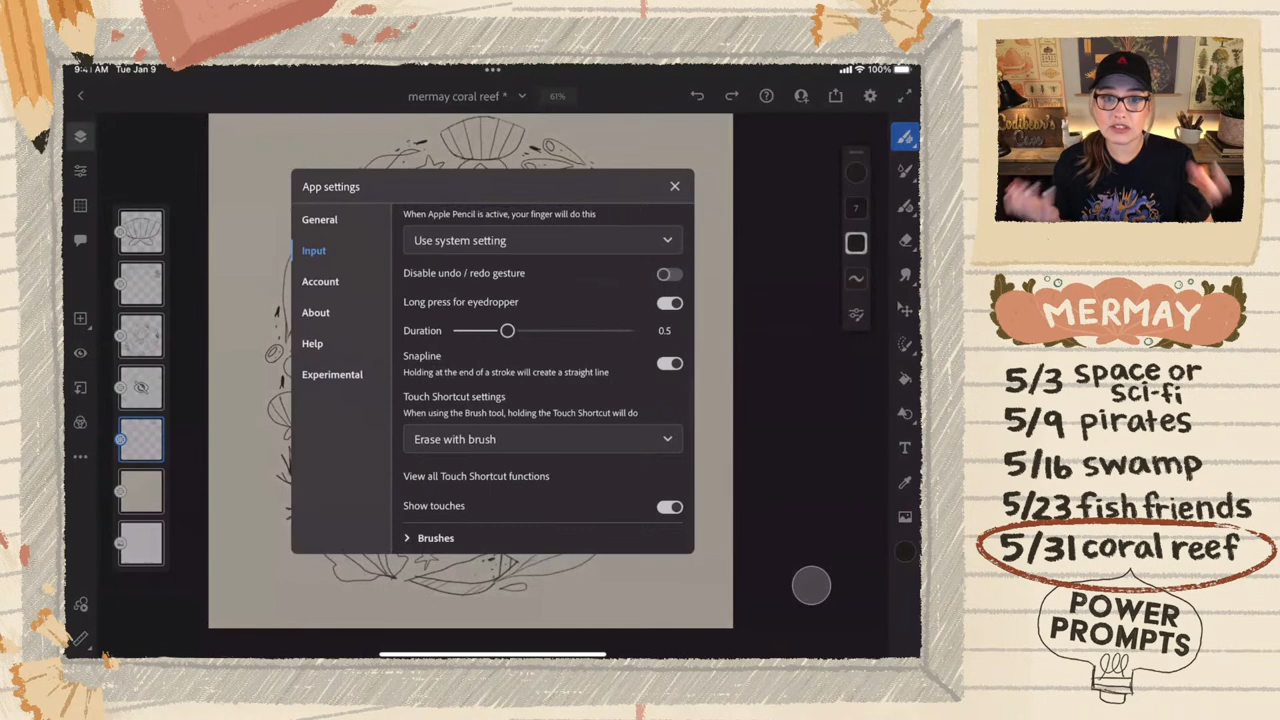 9:41 AM Tue Jan 9
100%
mermay coral reef *
61%
App settings
General
Input
Account
About
Help
Experimental
When Apple Pencil is active, your finger will do this
Use system setting
Disable undo / redo gesture
Long press for eyedropper
Duration
0.5
Snapline
Holding at the end of a stroke will create a straight line
Touch Shortcut settings
When using the Brush tool, holding the Touch Shortcut will do
Erase with brush
View all Touch Shortcut functions
Show touches
Brushes
7
MERMAY
5/3 space or
sci-fi
5/9 pirates
5/16 swamp
5/23 fish friends
5/31 coral reef
POWER
PROMPTS